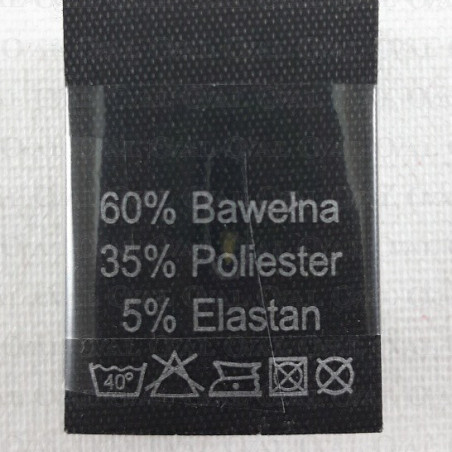 60% Bawełna
35% Poliester
5% Elastan
40°